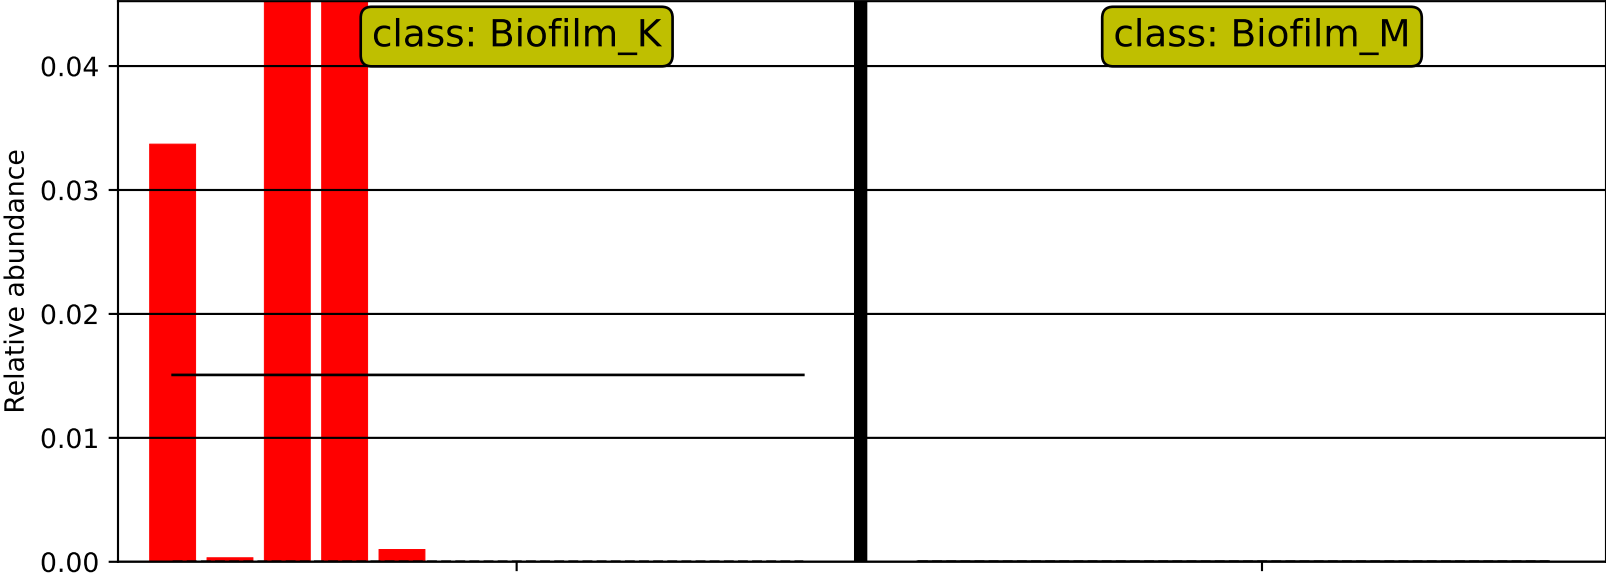 class: Biofilm_K
class: Biofilm_M
0.04
0.03
0.02
0.01
0.00
Relative abundance